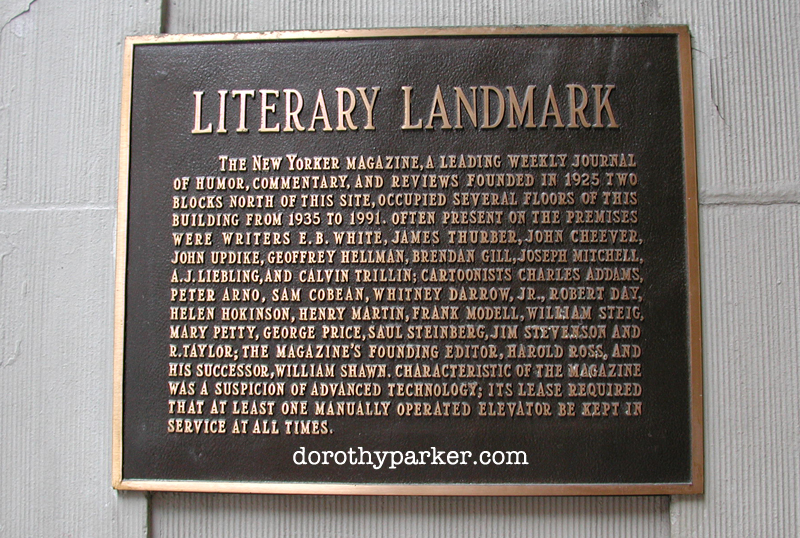 LITERARY LANDMARK
THE NEW YORKER MAGAZINE, A LEADING WEEKLY JOURNAL
OF HUMOR, COMMENTARY, AND REVIEWS FOUNDED IN 1925 TWO
BLOCKS NORTH OF THIS SITE, OCCUPIED SEVERAL FLOORS OF THIS
BUILDING FROM 1935 TO 1991. OFTEN PRESENT ON THE PREMISES
WERE WRITERS E.B. WHITE, JAMES THURBER, JOHN CHEEVER,
JOHN UPDIKE, GEOFFREY HELLMAN, BRENDAN GILL, JOSEPH MITCHELL,
A.J. LIEBLING, AND CALVIN TRILLIN; CARTOONISTS CHARLES ADDAMS,
PETER ARNO, SAM COBEAN, WHITNEY DARROW, JR., ROBERT DAY,
HELEN HOKINSON, HENRY MARTIN, FRANK MODELL, WILLIAM STEIG,
MARY PETTY, GEORGE PRICE, SAUL STEINBERG, JIM STEVERSON AND
R. TAYLOR; THE MAGAZINE'S FOUNDING EDITOR, HAROLD ROSS, AND
HIS SUCCESSOR, WILLIAM SHAWN. CHARACTERISTIC OF THE MAGAZINE
WAS A SUSPICION OF ADVANCED TECHNOLOGY; ITS LEASE REQUIRED
THAT AT LEAST ONE MANUALLY OPERATED ELEVATOR BE KEPT IN
SERVICE AT ALL TIMES.
dorothyparker.com